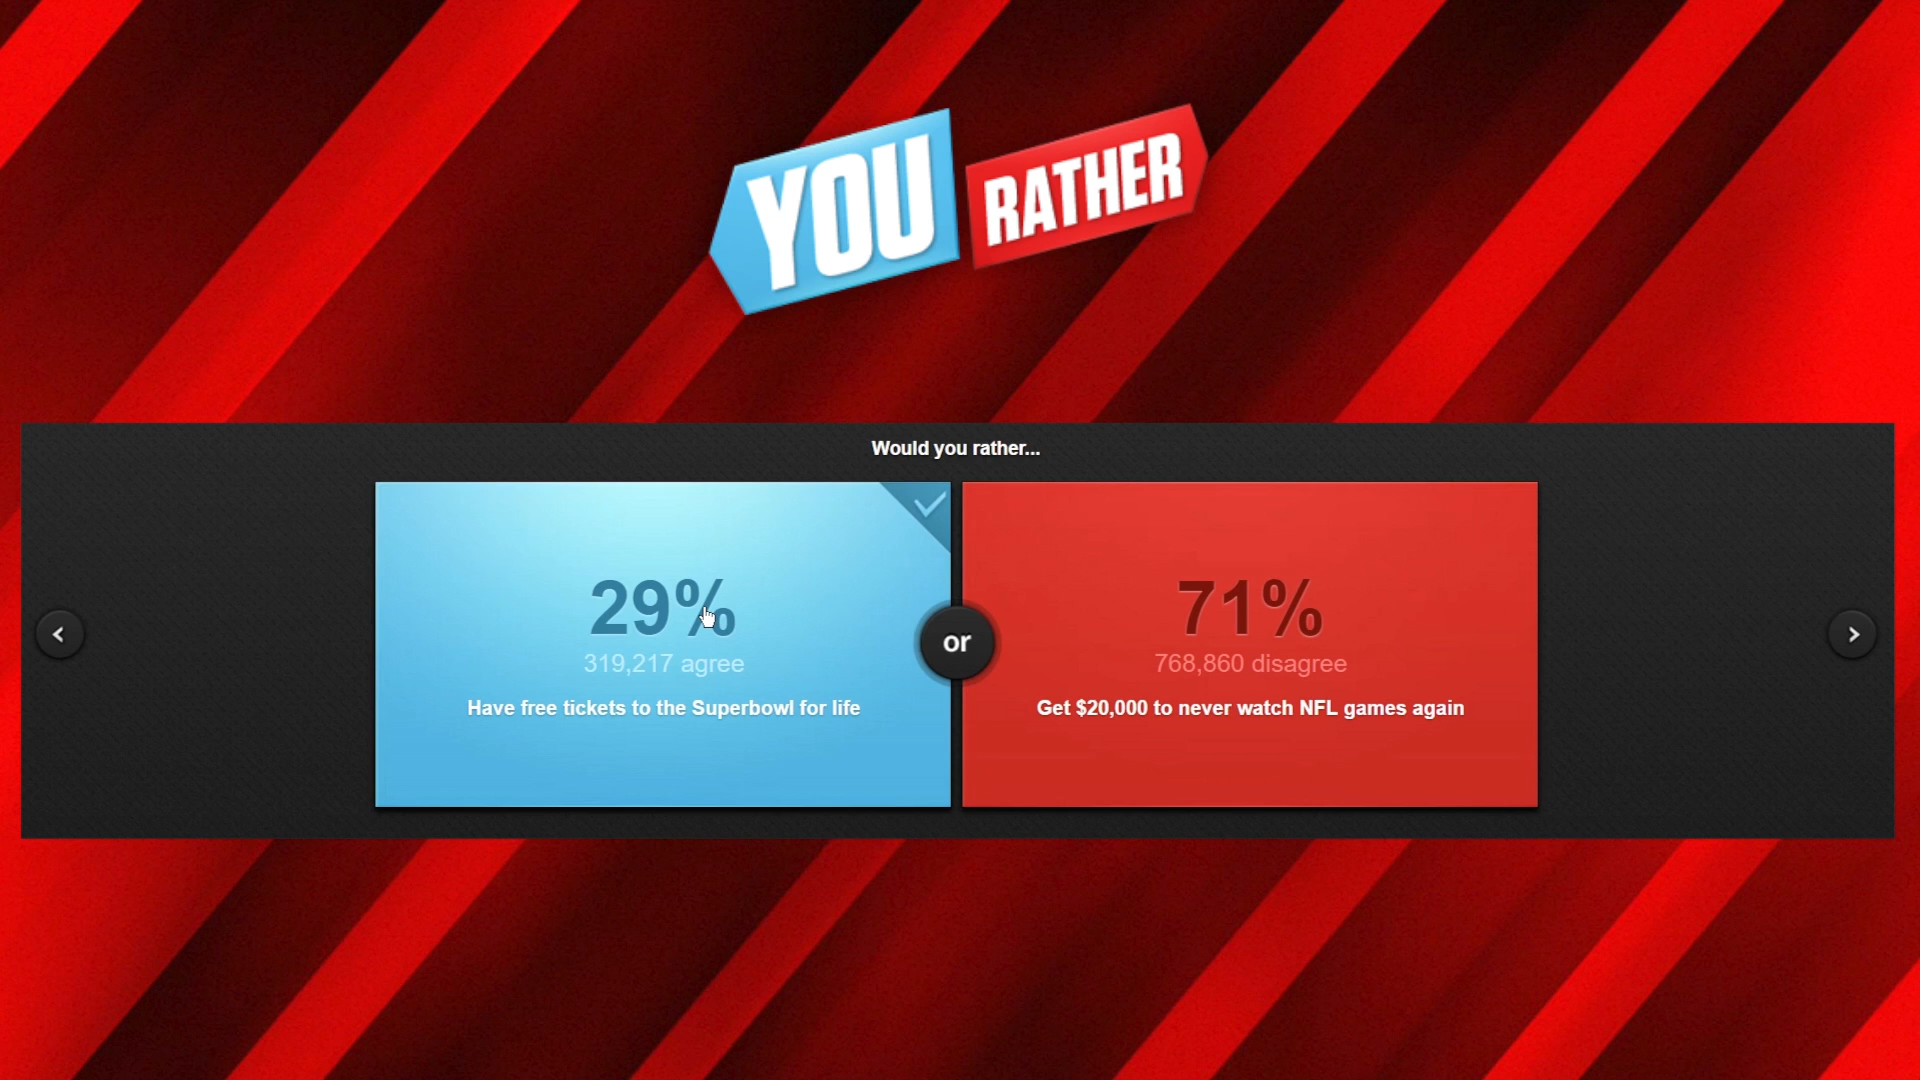 YOU RATHER
Would you rather...
29%
319,217 agree
Have free tickets to the Superbowl for life
or
71%
768,860 disagree
Get $20,000 to never watch NFL games again